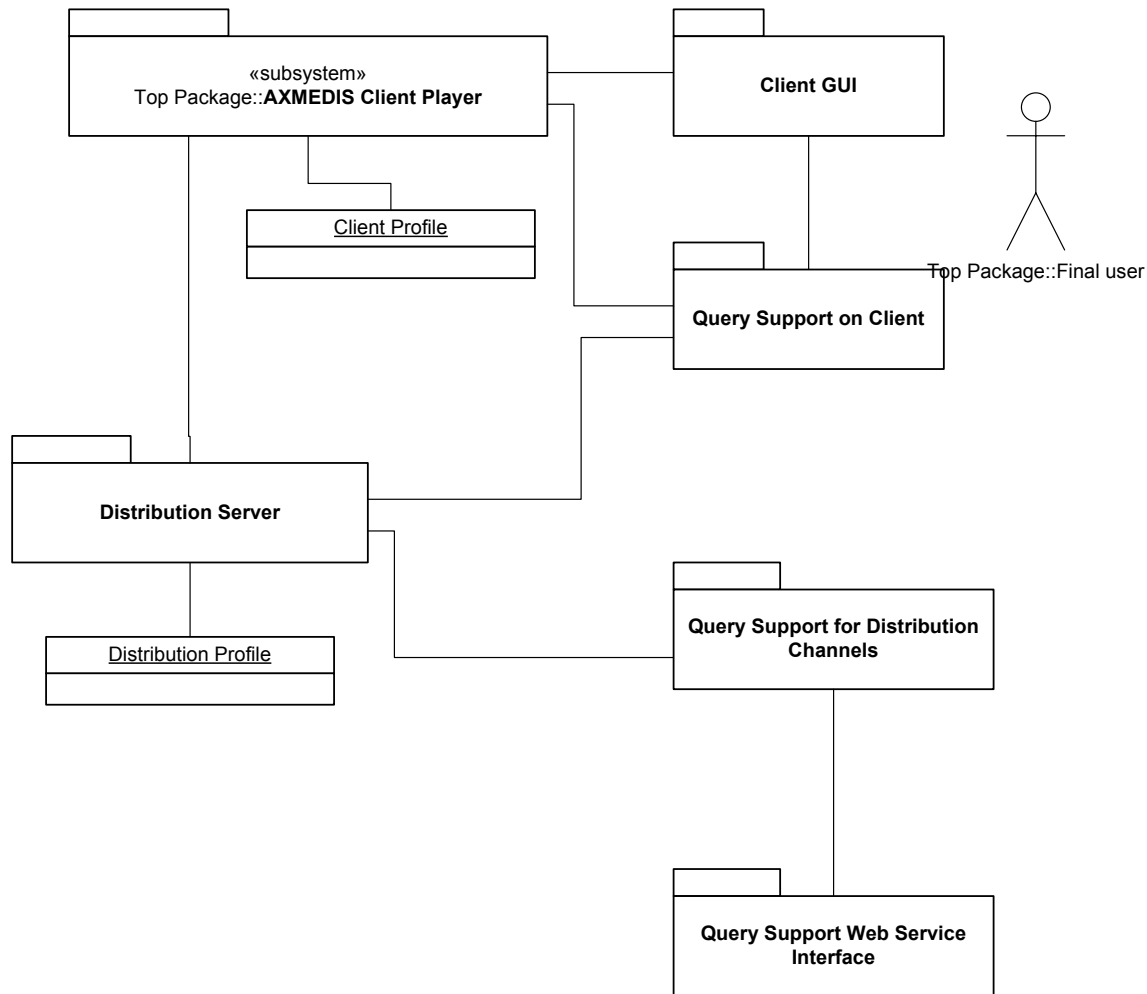 «subsystem»
Top Package::AXMEDIS Client Player
Client GUI
Client Profile
Top Package::Final user
Query Support on Client
Distribution Server
Query Support for Distribution
Channels
Distribution Profile
Query Support Web Service
Interface